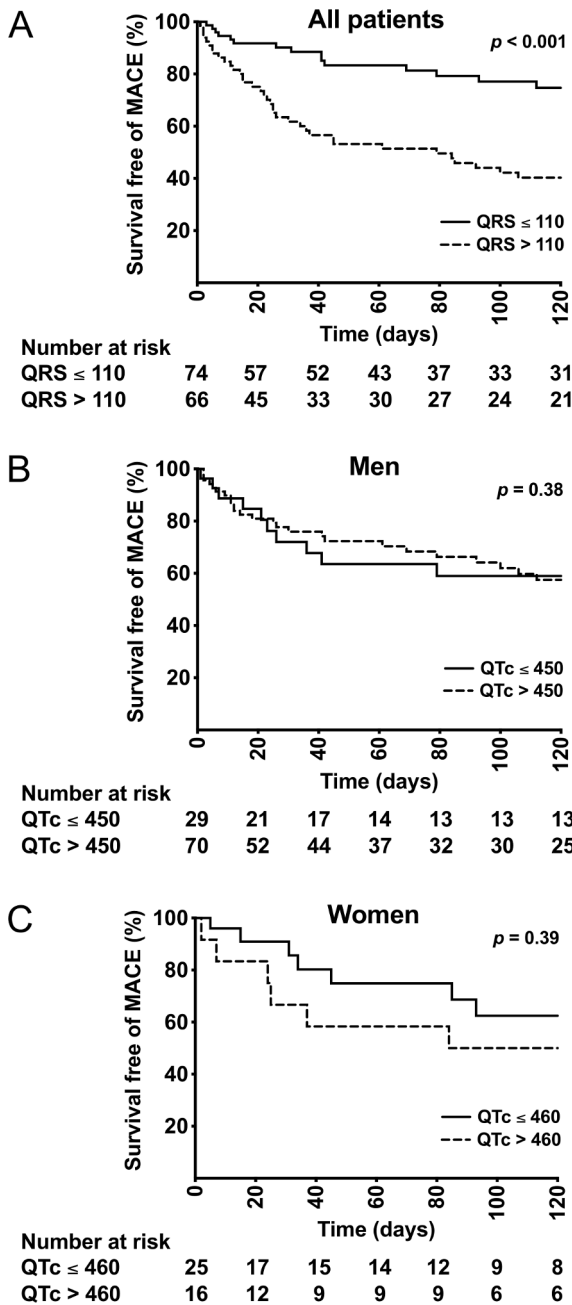 A
All patients
p < 0.001
Survival free of MACE (%)
100
80
60
40
20
QRS ≤ 110
QRS > 110
0 20 40 60 80 100 120
Time (days)
Number at risk
QRS ≤ 110 74 57 52 43 37 33 31
QRS > 110 66 45 33 30 27 24 21
B
Men
p = 0.38
Survival free of MACE (%)
100
80
60
40
20
QTc ≤ 450
QTc > 450
0 20 40 60 80 100 120
Time (days)
Number at risk
QTc ≤ 450 29 21 17 14 13 13 13
QTc > 450 70 52 44 37 32 30 25
C
Women
p = 0.39
Survival free of MACE (%)
100
80
60
40
20
QTc ≤ 460
QTc > 460
0 20 40 60 80 100 120
Time (days)
Number at risk
QTc ≤ 460 25 17 15 14 12 9 8
QTc > 460 16 12 9 9 9 6 6